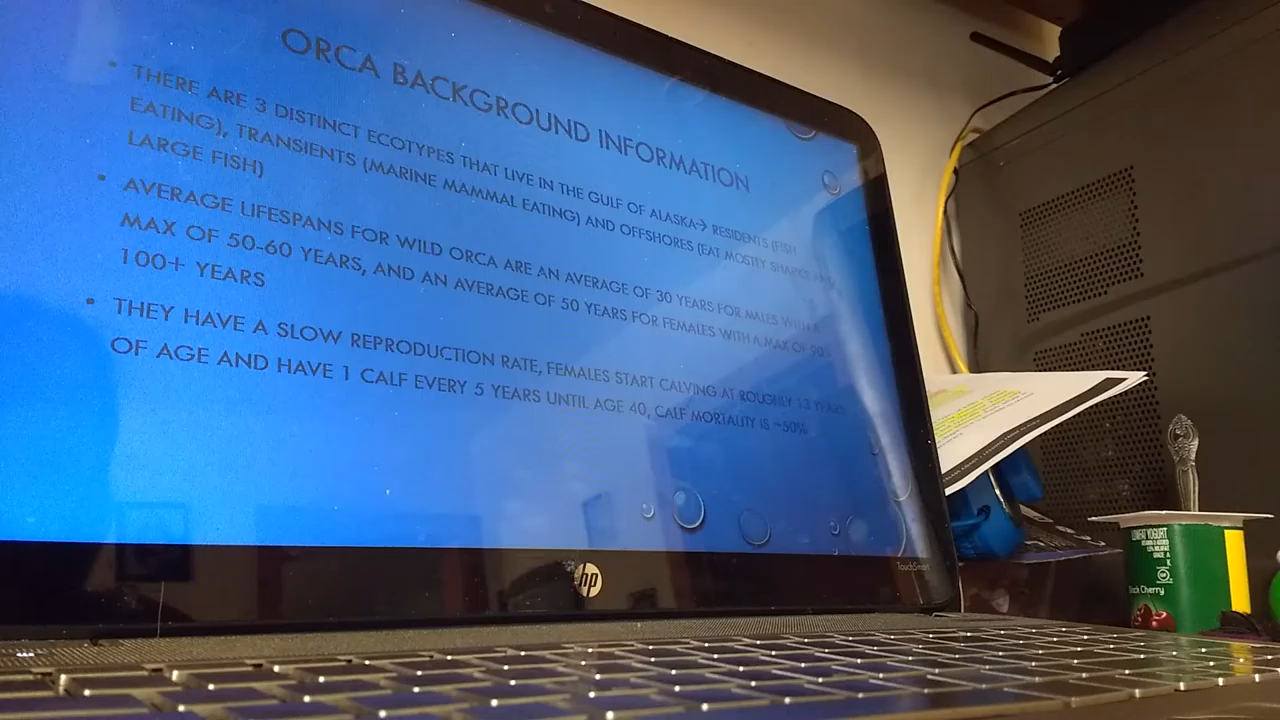 ORCA BACKGROUND INFORMATION
• THERE ARE 3 DISTINCT ECOTYPES THAT LIVE IN THE GULF OF ALASKA→ RESIDENTS (FISH
EATING), TRANSIENTS (MARINE MAMMAL EATING) AND OFFSHORES (EAT MOSTLY SHARKS AND
LARGE FISH)
• AVERAGE LIFESPANS FOR WILD ORCA ARE AN AVERAGE OF 30 YEARS FOR MALES WITH A
MAX OF 50-60 YEARS, AND AN AVERAGE OF 50 YEARS FOR FEMALES WITH A MAX OF 90-
100+ YEARS
• THEY HAVE A SLOW REPRODUCTION RATE, FEMALES START CALVING AT ROUGHLY 13 YEARS
OF AGE AND HAVE 1 CALF EVERY 5 YEARS UNTIL AGE 40, CALF MORTALITY IS ~50%
hp
TouchSmart
LOWFAT YOGURT
GRADE A
K
Black Cherry